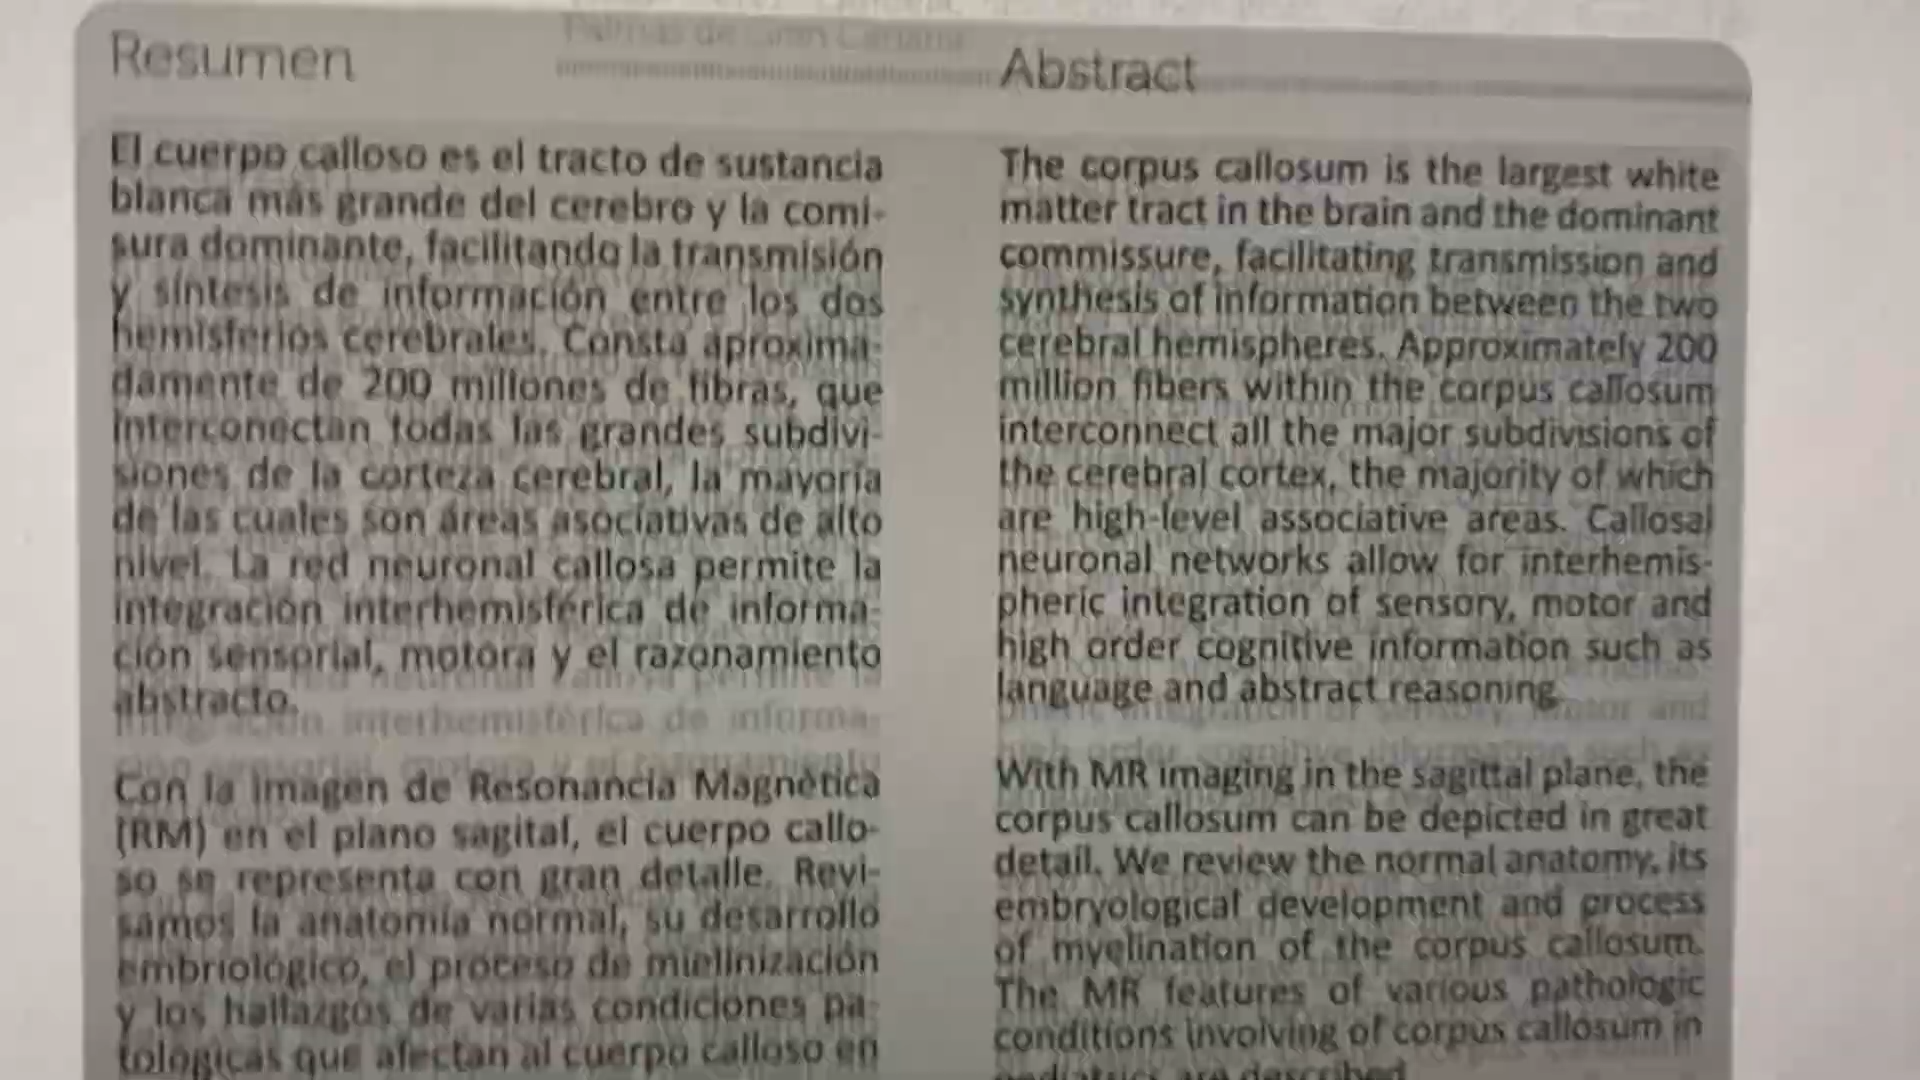 Palmas de Gran Canaria
Resumen
El cuerpo calloso es el tracto de sustancia
blanca más grande del cerebro y la comi-
sura dominante, facilitando la transmisión
y síntesis de información entre los dos
hemisferios cerebrales. Consta aproxima-
damente de 200 millones de fibras, que
interconectan todas las grandes subdivi-
siones de la corteza cerebral, la mayoría
de las cuales son áreas asociativas de alto
nivel. La red neuronal callosa permite la
integración interhemisférica de informa-
ción sensorial, motora y el razonamiento
abstracto.
Con la imagen de Resonancia Magnética
(RM) en el plano sagital, el cuerpo callo-
so se representa con gran detalle. Revi-
samos la anatomía normal, su desarrollo
embriológico, el proceso de mielinización
y los hallazgos de varias condiciones pa-
tológicas que afectan al cuerpo calloso en
Abstract
The corpus callosum is the largest white
matter tract in the brain and the dominant
commissure, facilitating transmission and
synthesis of information between the two
cerebral hemispheres. Approximately 200
million fibers within the corpus callosum
interconnect all the major subdivisions of
the cerebral cortex, the majority of which
are high-level associative areas. Callosal
neuronal networks allow for interhemis-
pheric integration of sensory, motor and
high order cognitive information such as
language and abstract reasoning.
With MR imaging in the sagittal plane, the
corpus callosum can be depicted in great
detail. We review the normal anatomy, its
embryological development and process
of myelination of the corpus callosum.
The MR features of various pathologic
conditions involving of corpus callosum in
pediatrics are described.